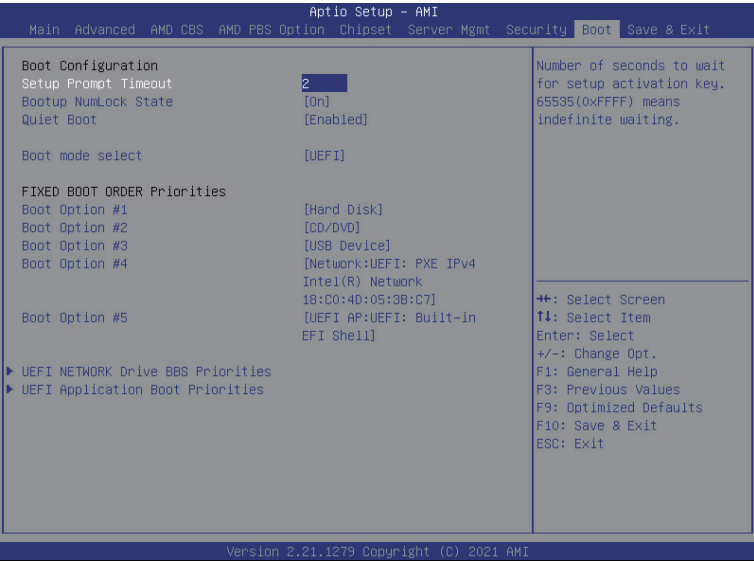 Aptio Setup – AMI
Main Advanced AMD CBS AMD PBS Option Chipset Server Mgmt Security Boot Save & Exit
Boot Configuration
Setup Prompt Timeout 2
Bootup NumLock State [On]
Quiet Boot [Enabled]
Boot mode select [UEFI]
FIXED BOOT ORDER Priorities
Boot Option #1 [Hard Disk]
Boot Option #2 [CD/DVD]
Boot Option #3 [USB Device]
Boot Option #4 [Network:UEFI: PXE IPv4
Intel(R) Network
18:C0:4D:05:3B:C7]
Boot Option #5 [UEFI AP:UEFI: Built-in
EFI Shell]
UEFI NETWORK Drive BBS Priorities
UEFI Application Boot Priorities
Number of seconds to wait
for setup activation key.
65535(0xFFFF) means
indefinite waiting.
→←: Select Screen
↑↓: Select Item
Enter: Select
+/-: Change Opt.
F1: General Help
F3: Previous Values
F9: Optimized Defaults
F10: Save & Exit
ESC: Exit
Version 2.21.1279 Copyright (C) 2021 AMI